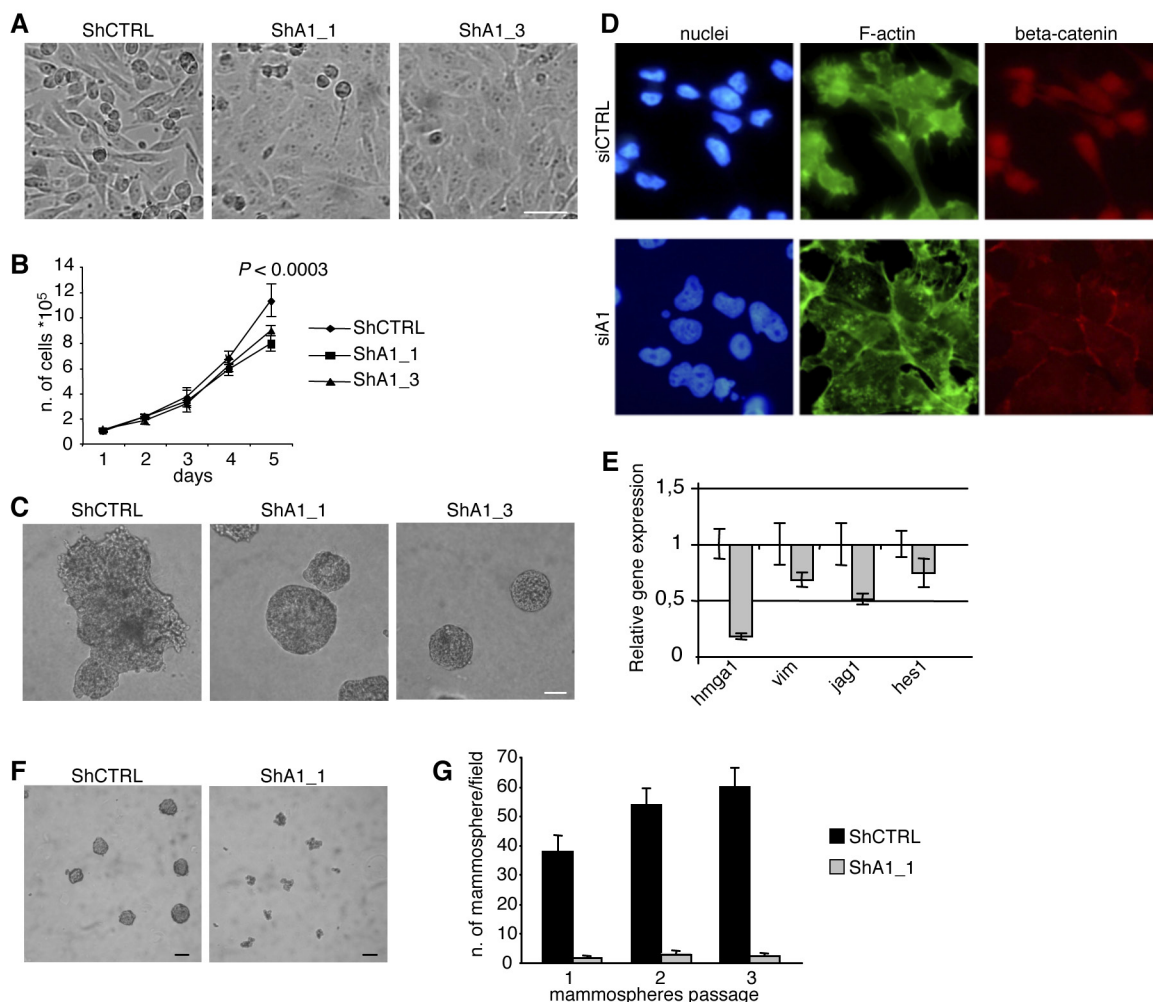 A
ShCTRL
ShA1_1
ShA1_3
B
P < 0.0003
n. of cells *10⁵
14
12
10
8
6
4
2
0
1 2 3 4 5
days
ShCTRL
ShA1_1
ShA1_3
C
ShCTRL
ShA1_1
ShA1_3
D
nuclei
F-actin
beta-catenin
siCTRL
siA1
E
Relative gene expression
1,5
1
0,5
0
hmga1
vim
jag1
hes1
F
ShCTRL
ShA1_1
G
n. of mammosphere/field
70
60
50
40
30
20
10
0
1 2 3
mammospheres passage
ShCTRL
ShA1_1